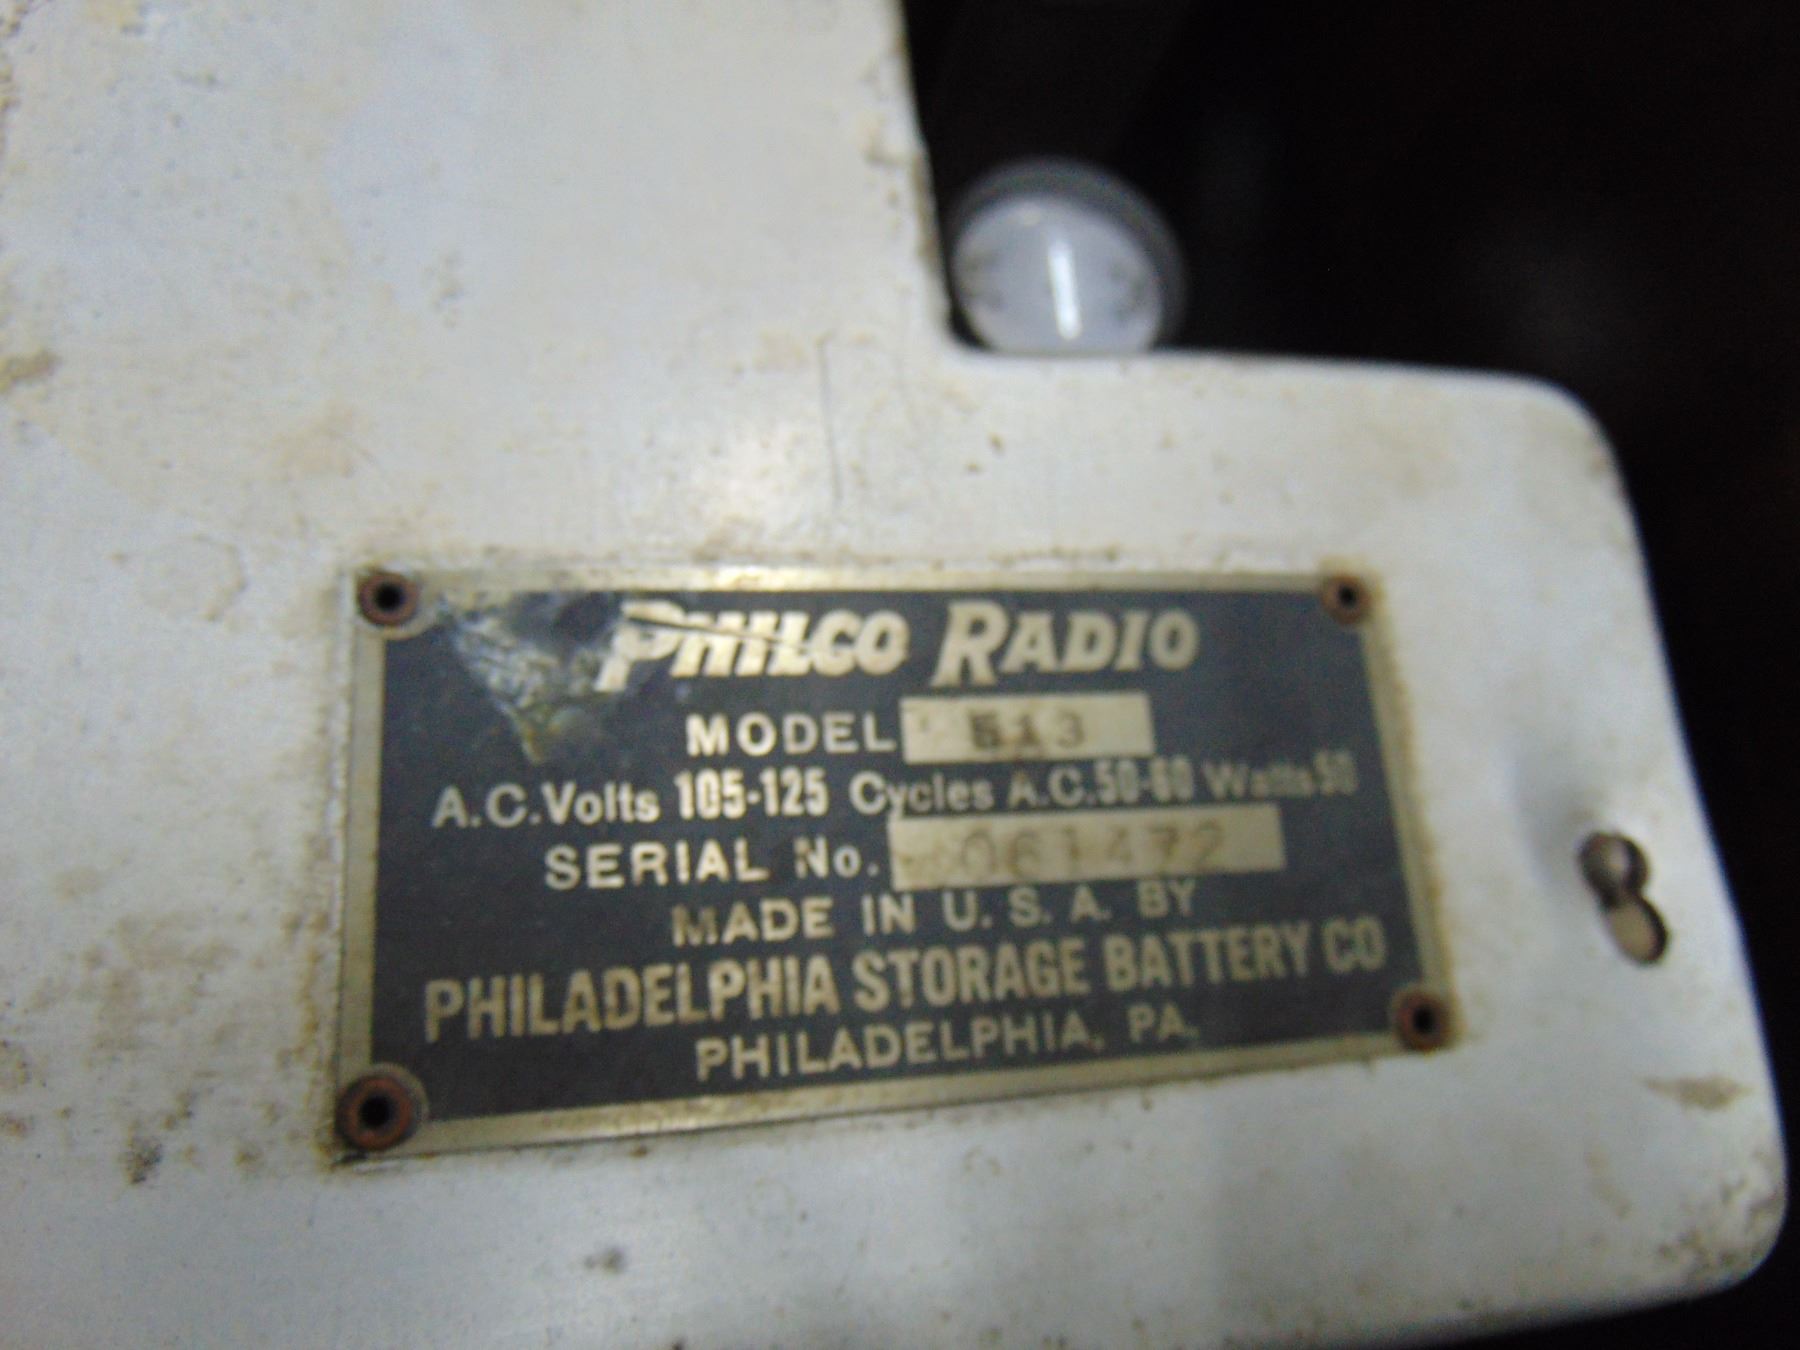 PHILCO RADIO
MODEL 513
A.C. Volts 105-125 Cycles A.C. 50-60 Watts 50
SERIAL No. 061472
MADE IN U. S. A. BY
PHILADELPHIA STORAGE BATTERY CO
PHILADELPHIA, PA.